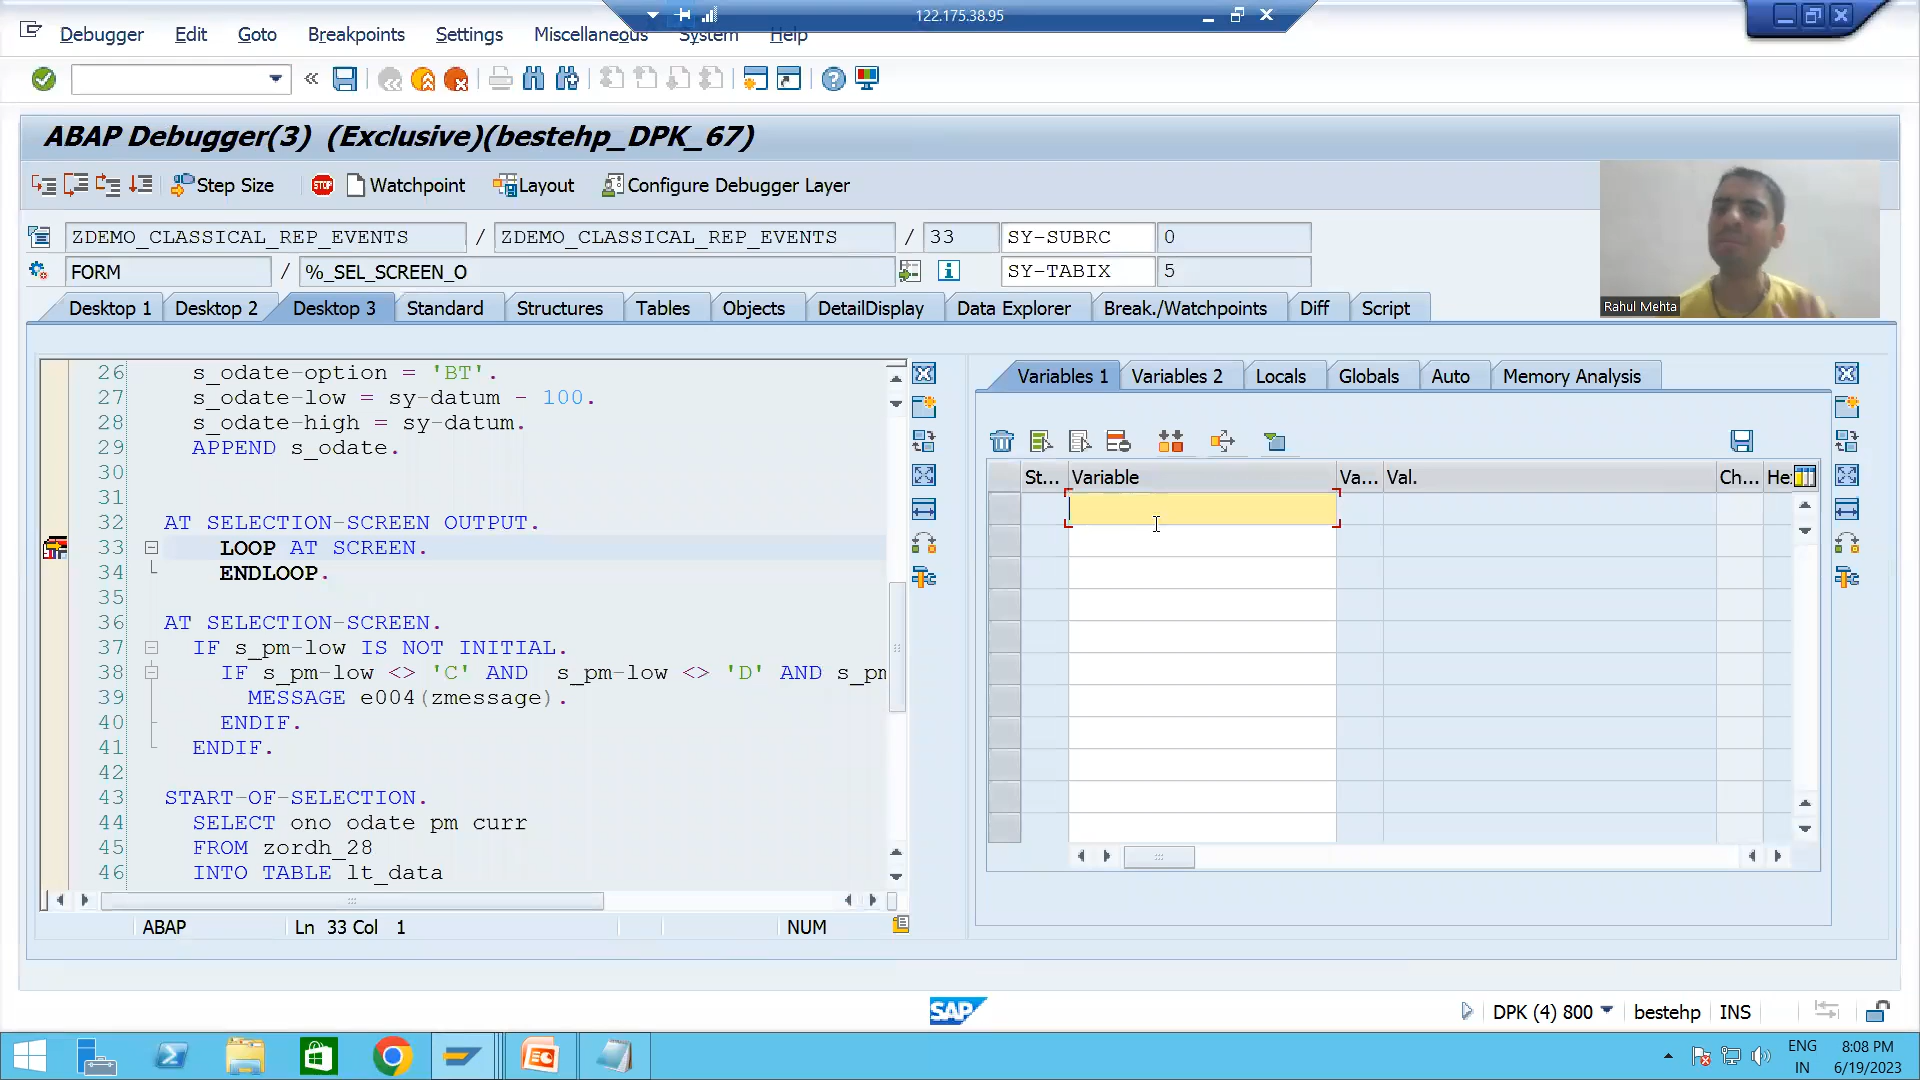 122.175.38.95
Debugger Edit Goto Breakpoints Settings Miscellaneous System Help
ABAP Debugger(3) (Exclusive)(bestehp_DPK_67)
Step Size STOP Watchpoint Layout Configure Debugger Layer
ZDEMO_CLASSICAL_REP_EVENTS / ZDEMO_CLASSICAL_REP_EVENTS / 33 SY-SUBRC 0
FORM / %_SEL_SCREEN_O SY-TABIX 5
Rahul Mehta
Desktop 1 Desktop 2 Desktop 3 Standard Structures Tables Objects DetailDisplay Data Explorer Break./Watchpoints Diff Script
26 s_odate-option = 'BT'.
27 s_odate-low = sy-datum - 100.
28 s_odate-high = sy-datum.
29 APPEND s_odate.
30
31
32 AT SELECTION-SCREEN OUTPUT.
33 LOOP AT SCREEN.
34 ENDLOOP.
35
36 AT SELECTION-SCREEN.
37 IF s_pm-low IS NOT INITIAL.
38 IF s_pm-low <> 'C' AND s_pm-low <> 'D' AND s_pm
39 MESSAGE e004(zmessage).
40 ENDIF.
41 ENDIF.
42
43 START-OF-SELECTION.
44 SELECT ono odate pm curr
45 FROM zordh_28
46 INTO TABLE lt_data
ABAP Ln 33 Col 1 NUM
Variables 1 Variables 2 Locals Globals Auto Memory Analysis
St... Variable Va... Val. Ch... He
SAP
DPK (4) 800 bestehp INS
ENG
IN
8:08 PM
6/19/2023